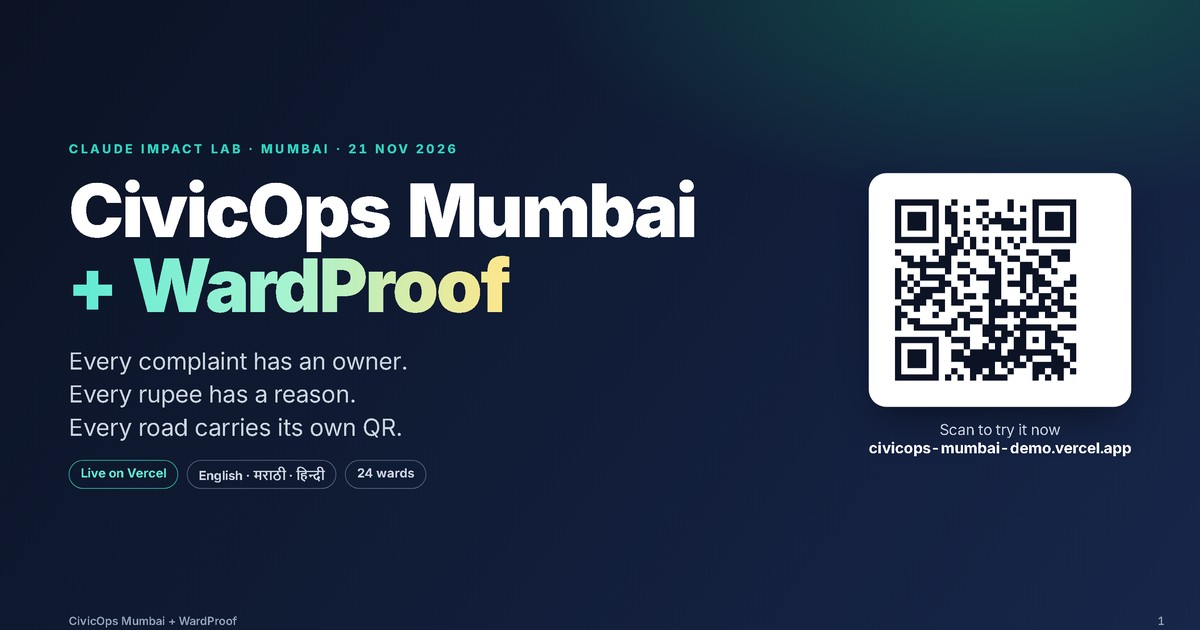 CLAUDE IMPACT LAB · MUMBAI · 21 NOV 2026
CivicOps Mumbai
+ WardProof
Every complaint has an owner.
Every rupee has a reason.
Every road carries its own QR.
Live on Vercel
English · मराठी · हिन्दी
24 wards
Scan to try it now
civicops-mumbai-demo.vercel.app
CivicOps Mumbai + WardProof
1